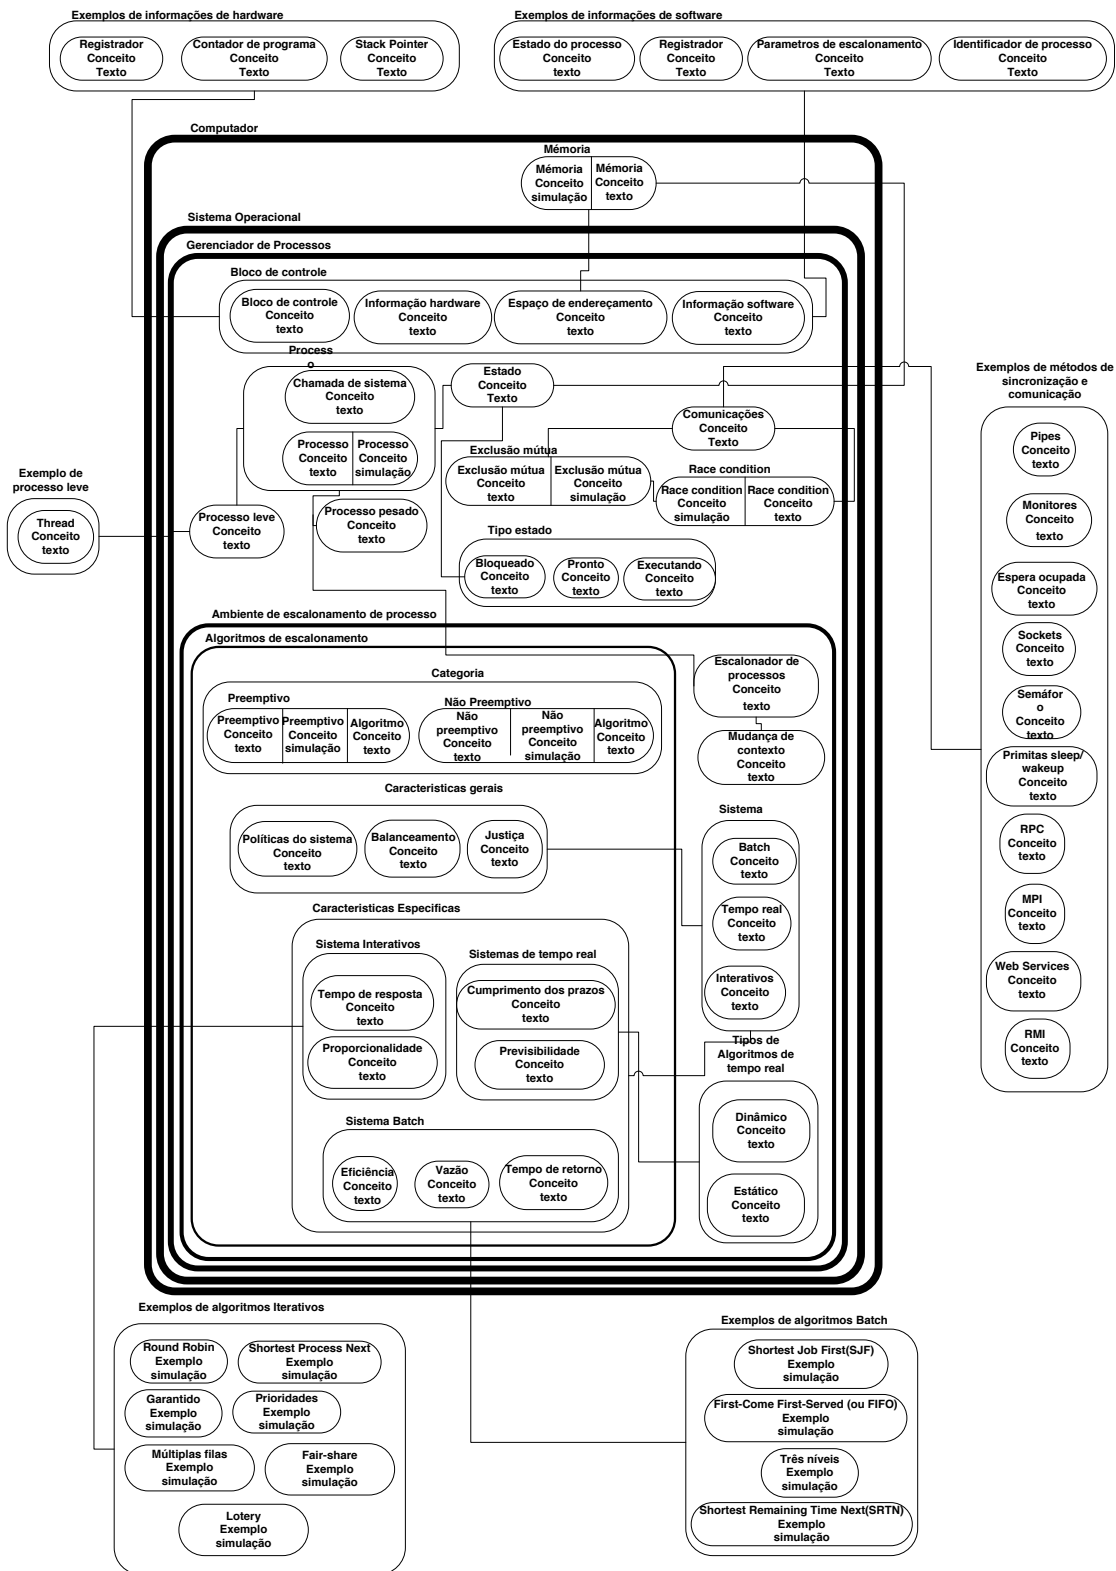 Exemplos de informações de hardware
Registrador
Conceito
Texto
Contador de programa
Conceito
Texto
Stack Pointer
Conceito
Texto
Exemplos de informações de software
Estado do processo
Conceito
texto
Registrador
Conceito
Texto
Parametros de escalonamento
Conceito
Texto
Identificador de processo
Conceito
Texto
Computador
Mémoria
Mémoria
Conceito
simulação
Mémoria
Conceito
texto
Sistema Operacional
Gerenciador de Processos
Bloco de controle
Bloco de controle
Conceito
texto
Informação hardware
Conceito
texto
Espaço de endereçamento
Conceito
texto
Informação software
Conceito
texto
Process
o
Chamada de sistema
Conceito
texto
Processo
Conceito
texto
Processo
Conceito
simulação
Estado
Conceito
Texto
Comunicações
Conceito
Texto
Exclusão mútua
Exclusão mútua
Conceito
texto
Exclusão mútua
Conceito
simulação
Race condition
Race condition
Conceito
simulação
Race condition
Conceito
texto
Exemplo de
processo leve
Thread
Conceito
texto
Processo leve
Conceito
texto
Processo pesado
Conceito
texto
Tipo estado
Bloqueado
Conceito
texto
Pronto
Conceito
texto
Executando
Conceito
texto
Exemplos de métodos de
sincronização e
comunicação
Pipes
Conceito
texto
Monitores
Conceito
texto
Espera ocupada
Conceito
texto
Sockets
Conceito
texto
Semáfor
o
Conceito
texto
Primitas sleep/
wakeup
Conceito
texto
RPC
Conceito
texto
MPI
Conceito
texto
Web Services
Conceito
texto
RMI
Conceito
texto
Ambiente de escalonamento de processo
Algoritmos de escalonamento
Categoria
Preemptivo
Preemptivo
Conceito
texto
Preemptivo
Conceito
simulação
Algoritmo
Conceito
texto
Não Preemptivo
Não
preemptivo
Conceito
texto
Não
preemptivo
Conceito
simulação
Algoritmo
Conceito
texto
Escalonador de
processos
Conceito
texto
Mudança de
contexto
Conceito
texto
Caracteristicas gerais
Políticas do sistema
Conceito
texto
Balanceamento
Conceito
texto
Justiça
Conceito
texto
Sistema
Batch
Conceito
texto
Tempo real
Conceito
texto
Interativos
Conceito
texto
Caracteristicas Especificas
Sistema Interativos
Tempo de resposta
Conceito
texto
Proporcionalidade
Conceito
texto
Sistemas de tempo real
Cumprimento dos prazos
Conceito
texto
Previsibilidade
Conceito
texto
Tipos de
Algoritmos de
tempo real
Dinâmico
Conceito
texto
Estático
Conceito
texto
Sistema Batch
Eficiência
Conceito
texto
Vazão
Conceito
texto
Tempo de retorno
Conceito
texto
Exemplos de algoritmos Iterativos
Round Robin
Exemplo
simulação
Shortest Process Next
Exemplo
simulação
Garantido
Exemplo
simulação
Prioridades
Exemplo
simulação
Múltiplas filas
Exemplo
simulação
Fair-share
Exemplo
simulação
Lotery
Exemplo
simulação
Exemplos de algoritmos Batch
Shortest Job First(SJF)
Exemplo
simulação
First-Come First-Served (ou FIFO)
Exemplo
simulação
Três níveis
Exemplo
simulação
Shortest Remaining Time Next(SRTN)
Exemplo
simulação